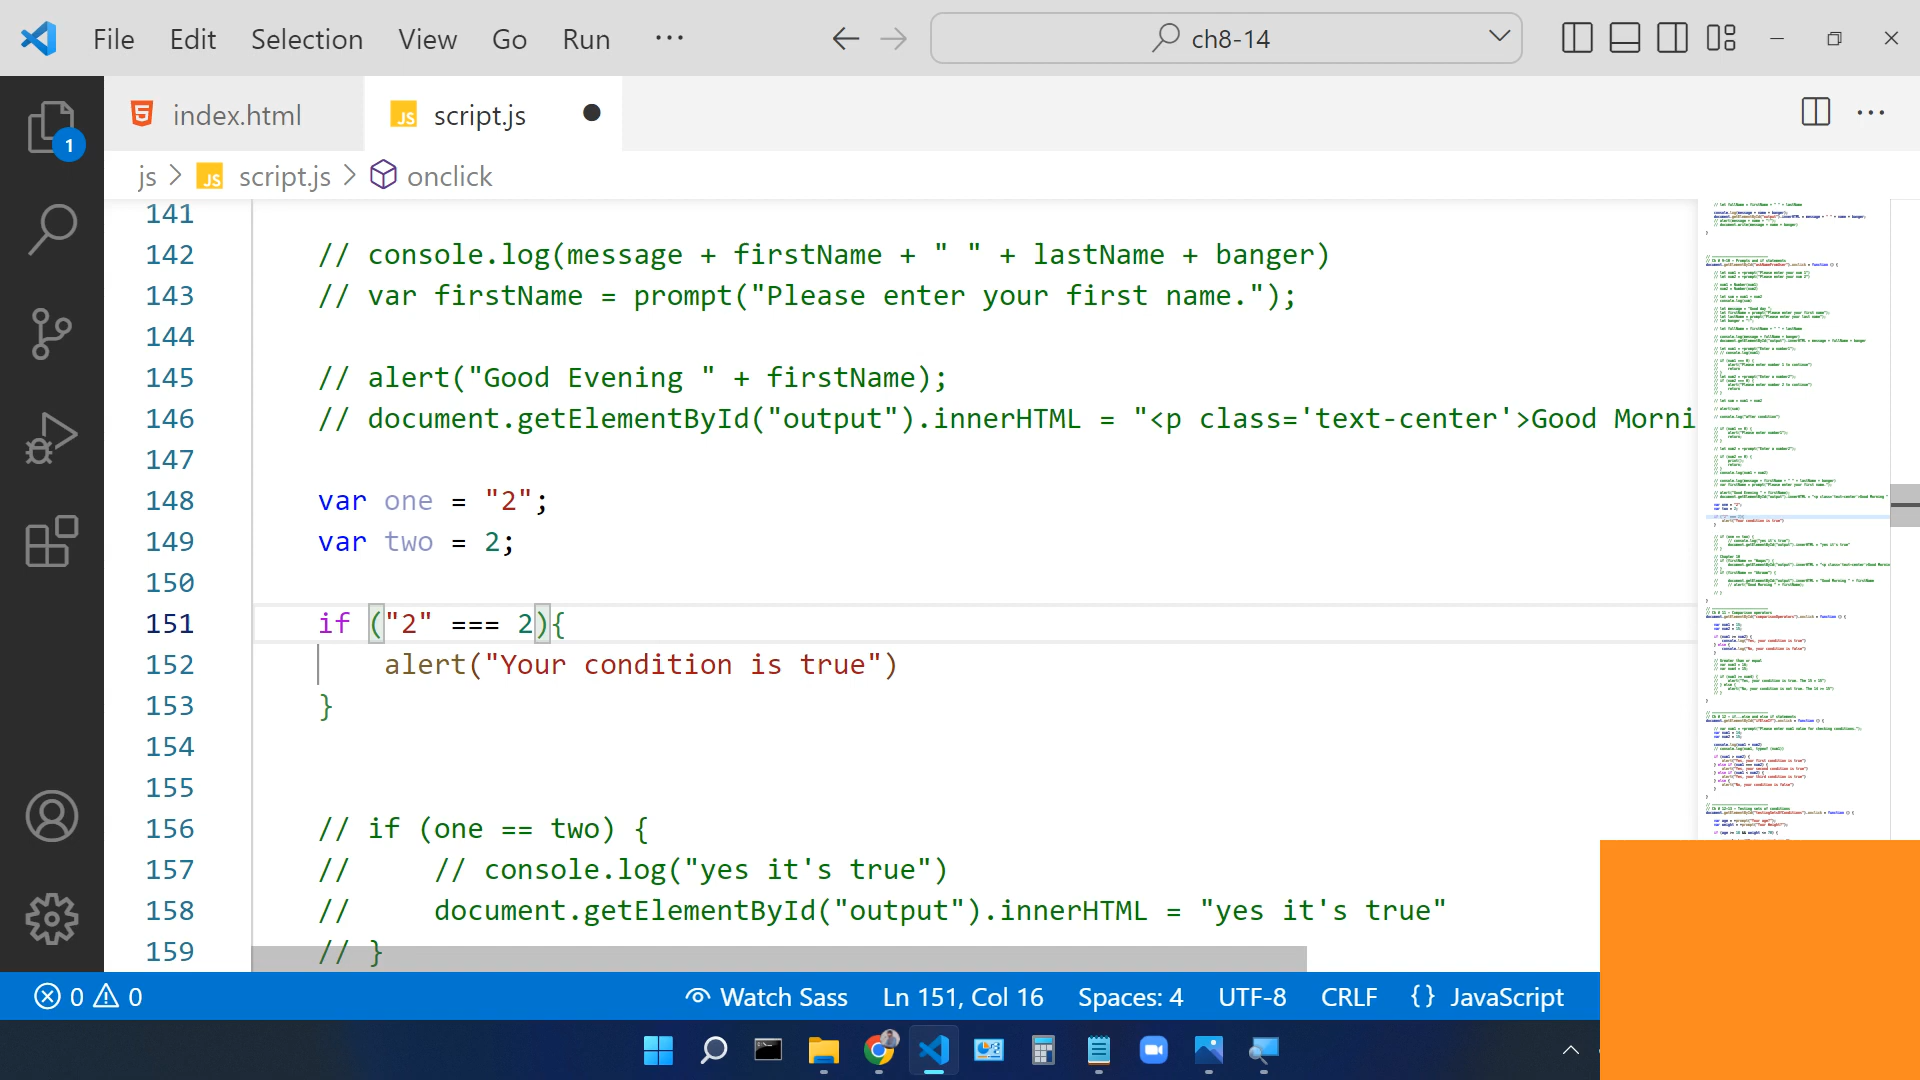 File Edit Selection View Go Run ···
ch8-14
index.html
JS script.js
1
js > JS script.js > onclick
141
142 // console.log(message + firstName + " " + lastName + banger)
143 // var firstName = prompt("Please enter your first name.");
144
145 // alert("Good Evening " + firstName);
146 // document.getElementById("output").innerHTML = "<p class='text-center'>Good Morni
147
148 var one = "2";
149 var two = 2;
150
151 if ("2" === 2){
152 alert("Your condition is true")
153 }
154
155
156 // if (one == two) {
157 // // console.log("yes it's true")
158 // document.getElementById("output").innerHTML = "yes it's true"
159 // }
0 0 Watch Sass Ln 151, Col 16 Spaces: 4 UTF-8 CRLF {} JavaScript